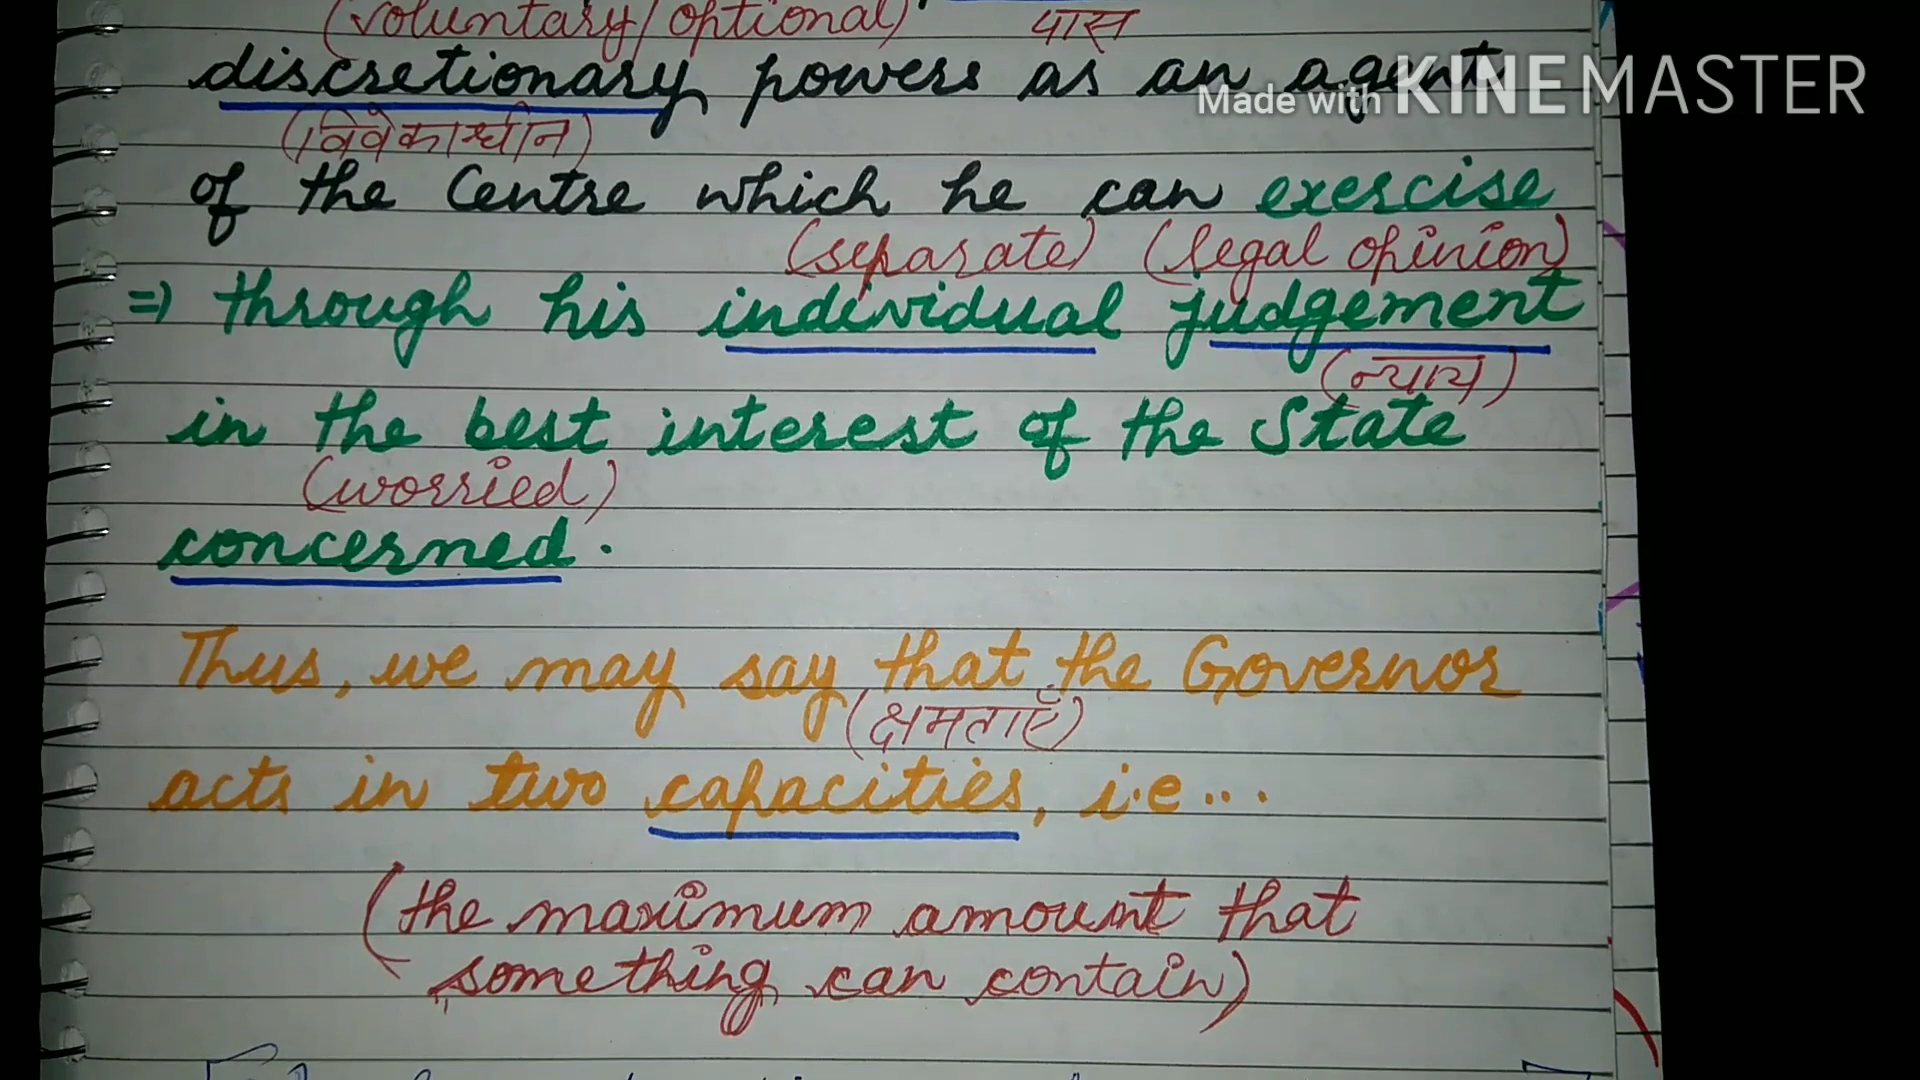 (voluntary/optional) पास
discretionary powers as an agent
Made with KINEMASTER
(विवेकाधीन)
of the Centre which he can exercise
(separate) (legal opinion)
=) through his individual judgement
(न्याय)
in the best interest of the State
(worried)
concerned.
Thus, we may say that the Governor
(क्षमताएँ)
acts in two capacities, i.e...
(the maximum amount that
something can contain)